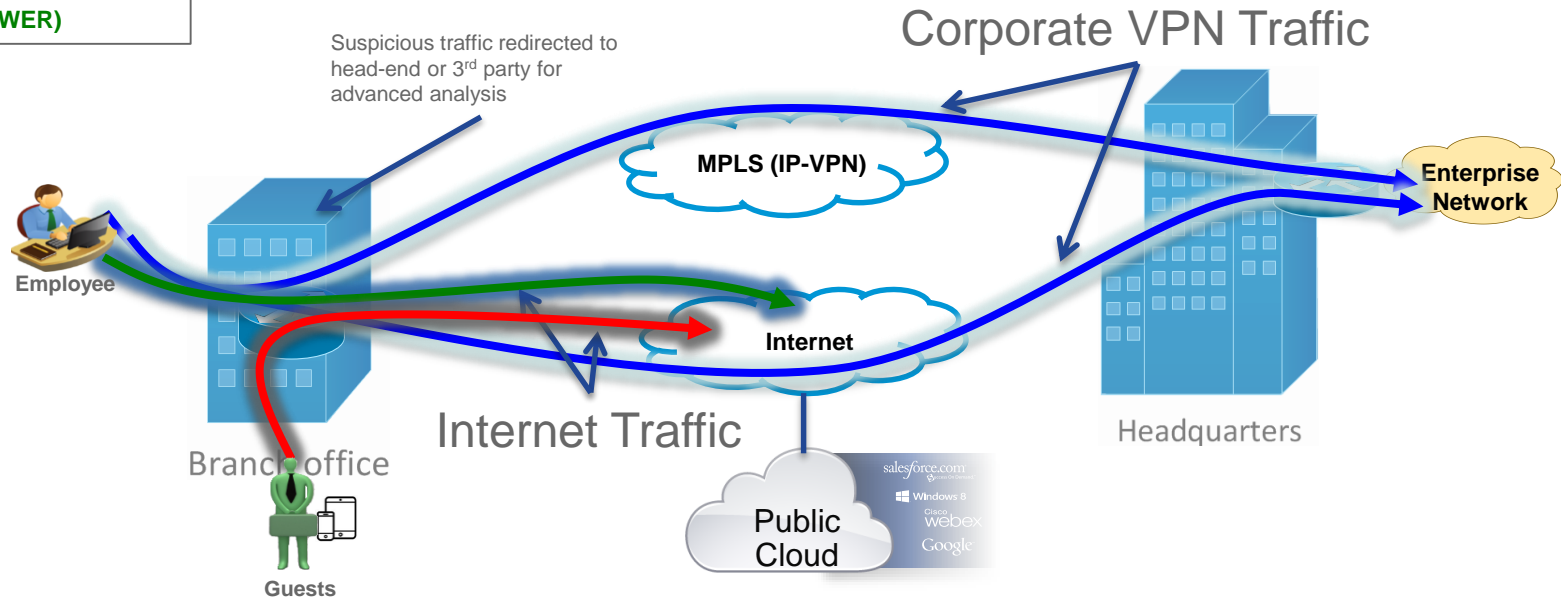 WER)
Suspicious traffic redirected to
head-end or 3rd party for
advanced analysis
Corporate VPN Traffic
MPLS (IP-VPN)
Enterprise
Network
Employee
Internet
Internet Traffic
Headquarters
Branch office
salesforce.com
Windows 8
Cisco
webex
Google
Public
Cloud
Guests